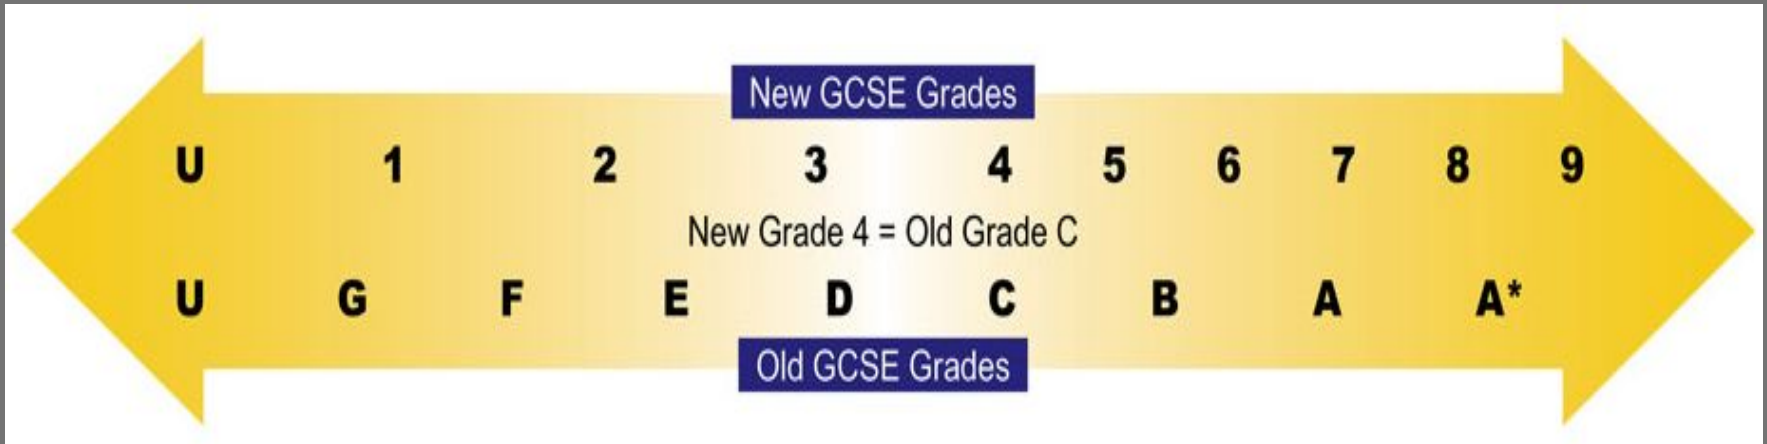 New GCSE Grades
U 1 2 3 4 5 6 7 8 9
New Grade 4 = Old Grade C
U G F E D C B A A*
Old GCSE Grades